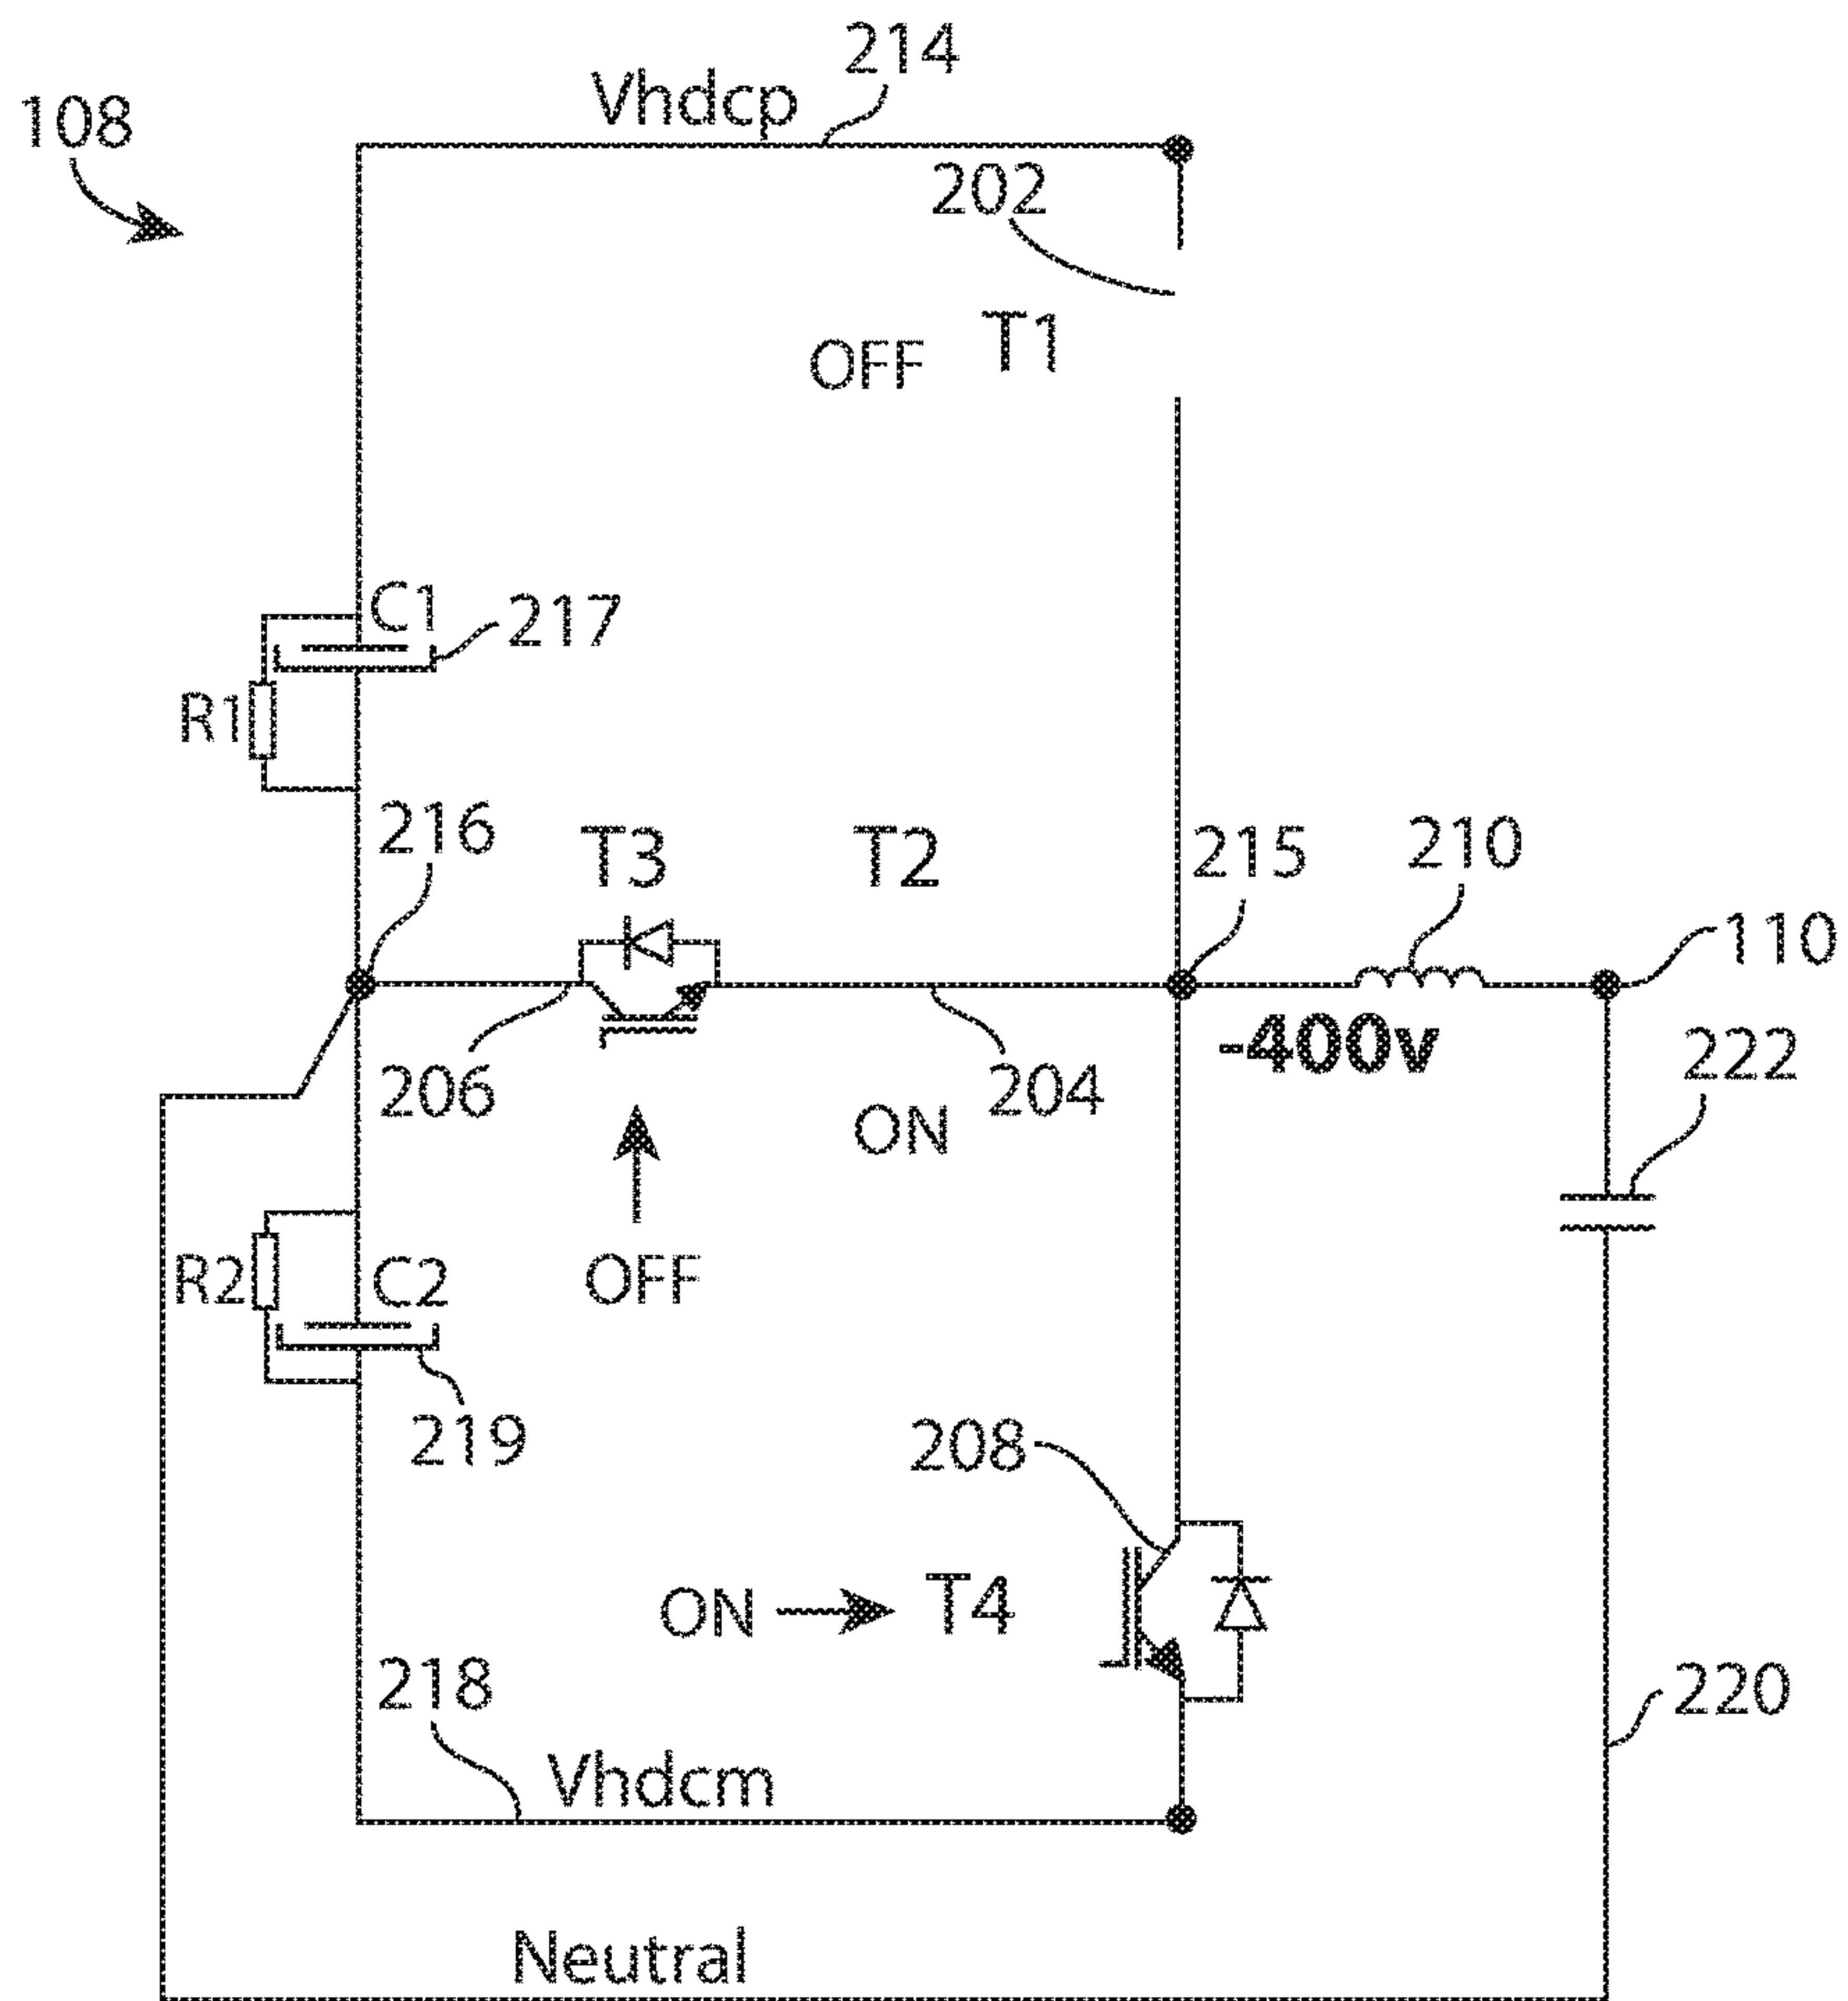 214
Vhdcp
108
202
T1
OFF
C1
217
R1
216
T3
T2
215
210
110
-400v
222
206
204
ON
OFF
R2
C2
219
208
ON
T4
218
220
Vhdcm
Neutral